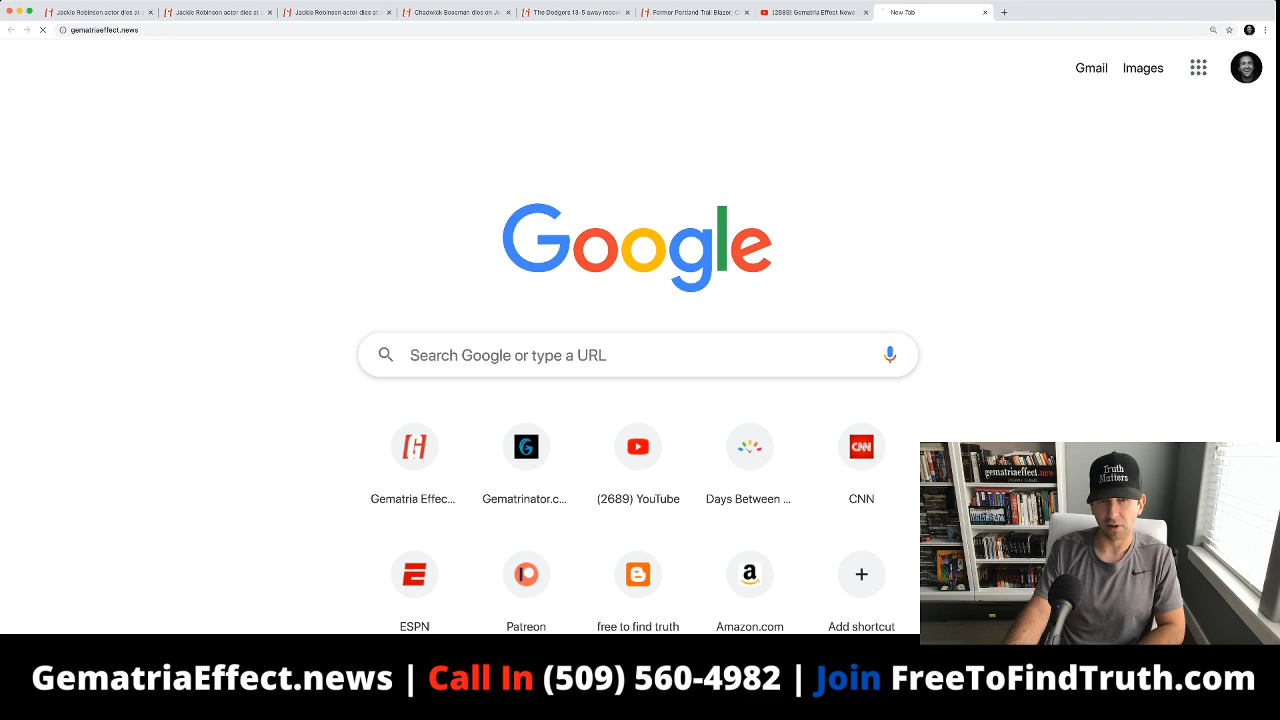 Jackie Robinson actor dies at
Jackie Robinson actor dies at
Jackie Robinson actor dies at
Chadwick Boseman dies on Je
The Dodgers 13-5 away record
Former Portland Trail Blazer, C
(2689) Gematria Effect News
New Tab
gematriaeffect.news
Gmail
Images
Google
Search Google or type a URL
Gematria Effec...
Gematrinator.c...
(2689) YouTube
Days Between ...
CNN
CNN
ESPN
Patreon
free to find truth
Amazon.com
Add shortcut
Truth
Matters
gematriaeffect.news
GematriaEffect.news | Call In (509) 560-4982 | Join FreeToFindTruth.com